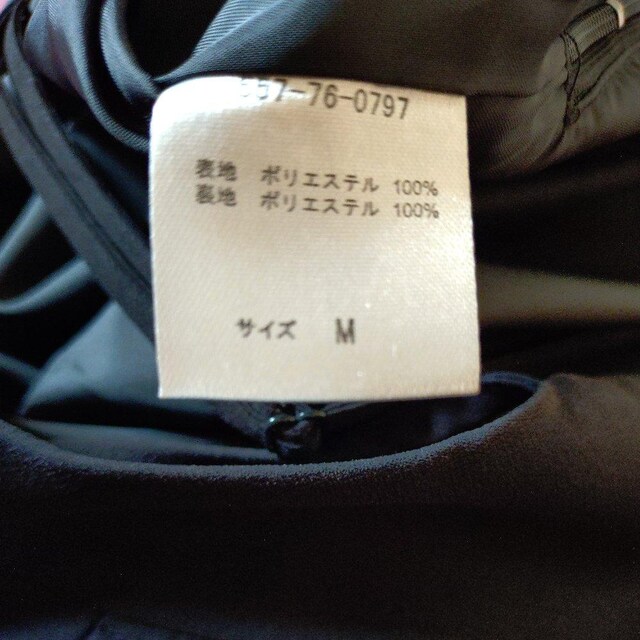 57-76-0797
表地 ポリエステル 100%
裏地 ポリエステル 100%
サイズ M